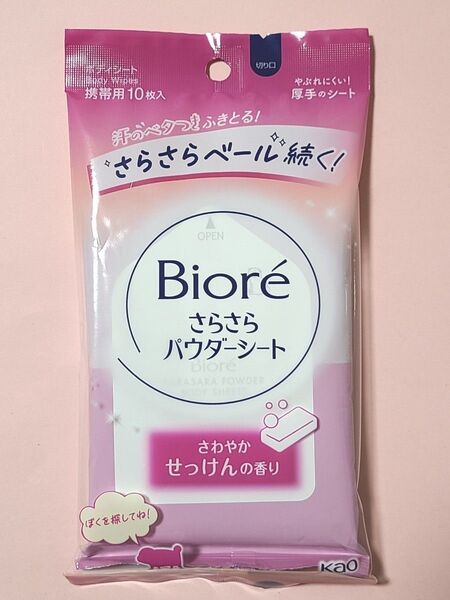 ボディシート
Body Wipes
携帯用10枚入
切り口
やぶれにくい!
厚手のシート
汗のベタつきふきとる!
さらさらベール続く!
OPEN
Bioré
さらさら
パウダーシート
Bioré
SARASARA POWDER
BODY SHEET
さわやか
せっけんの香り
ぼくを探してね!
Kao